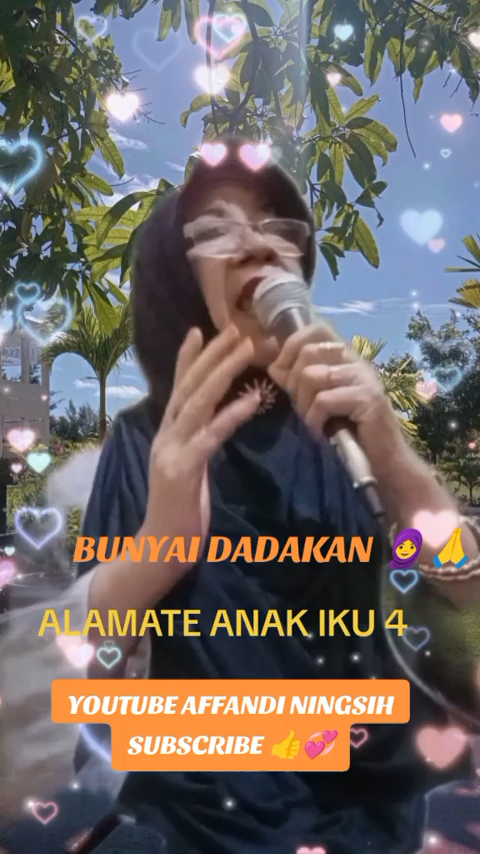 BUNYAI DADAKAN 🧕🙏
ALAMATE ANAK IKU 4
YOUTUBE AFFANDI NINGSIH
SUBSCRIBE 👍💞